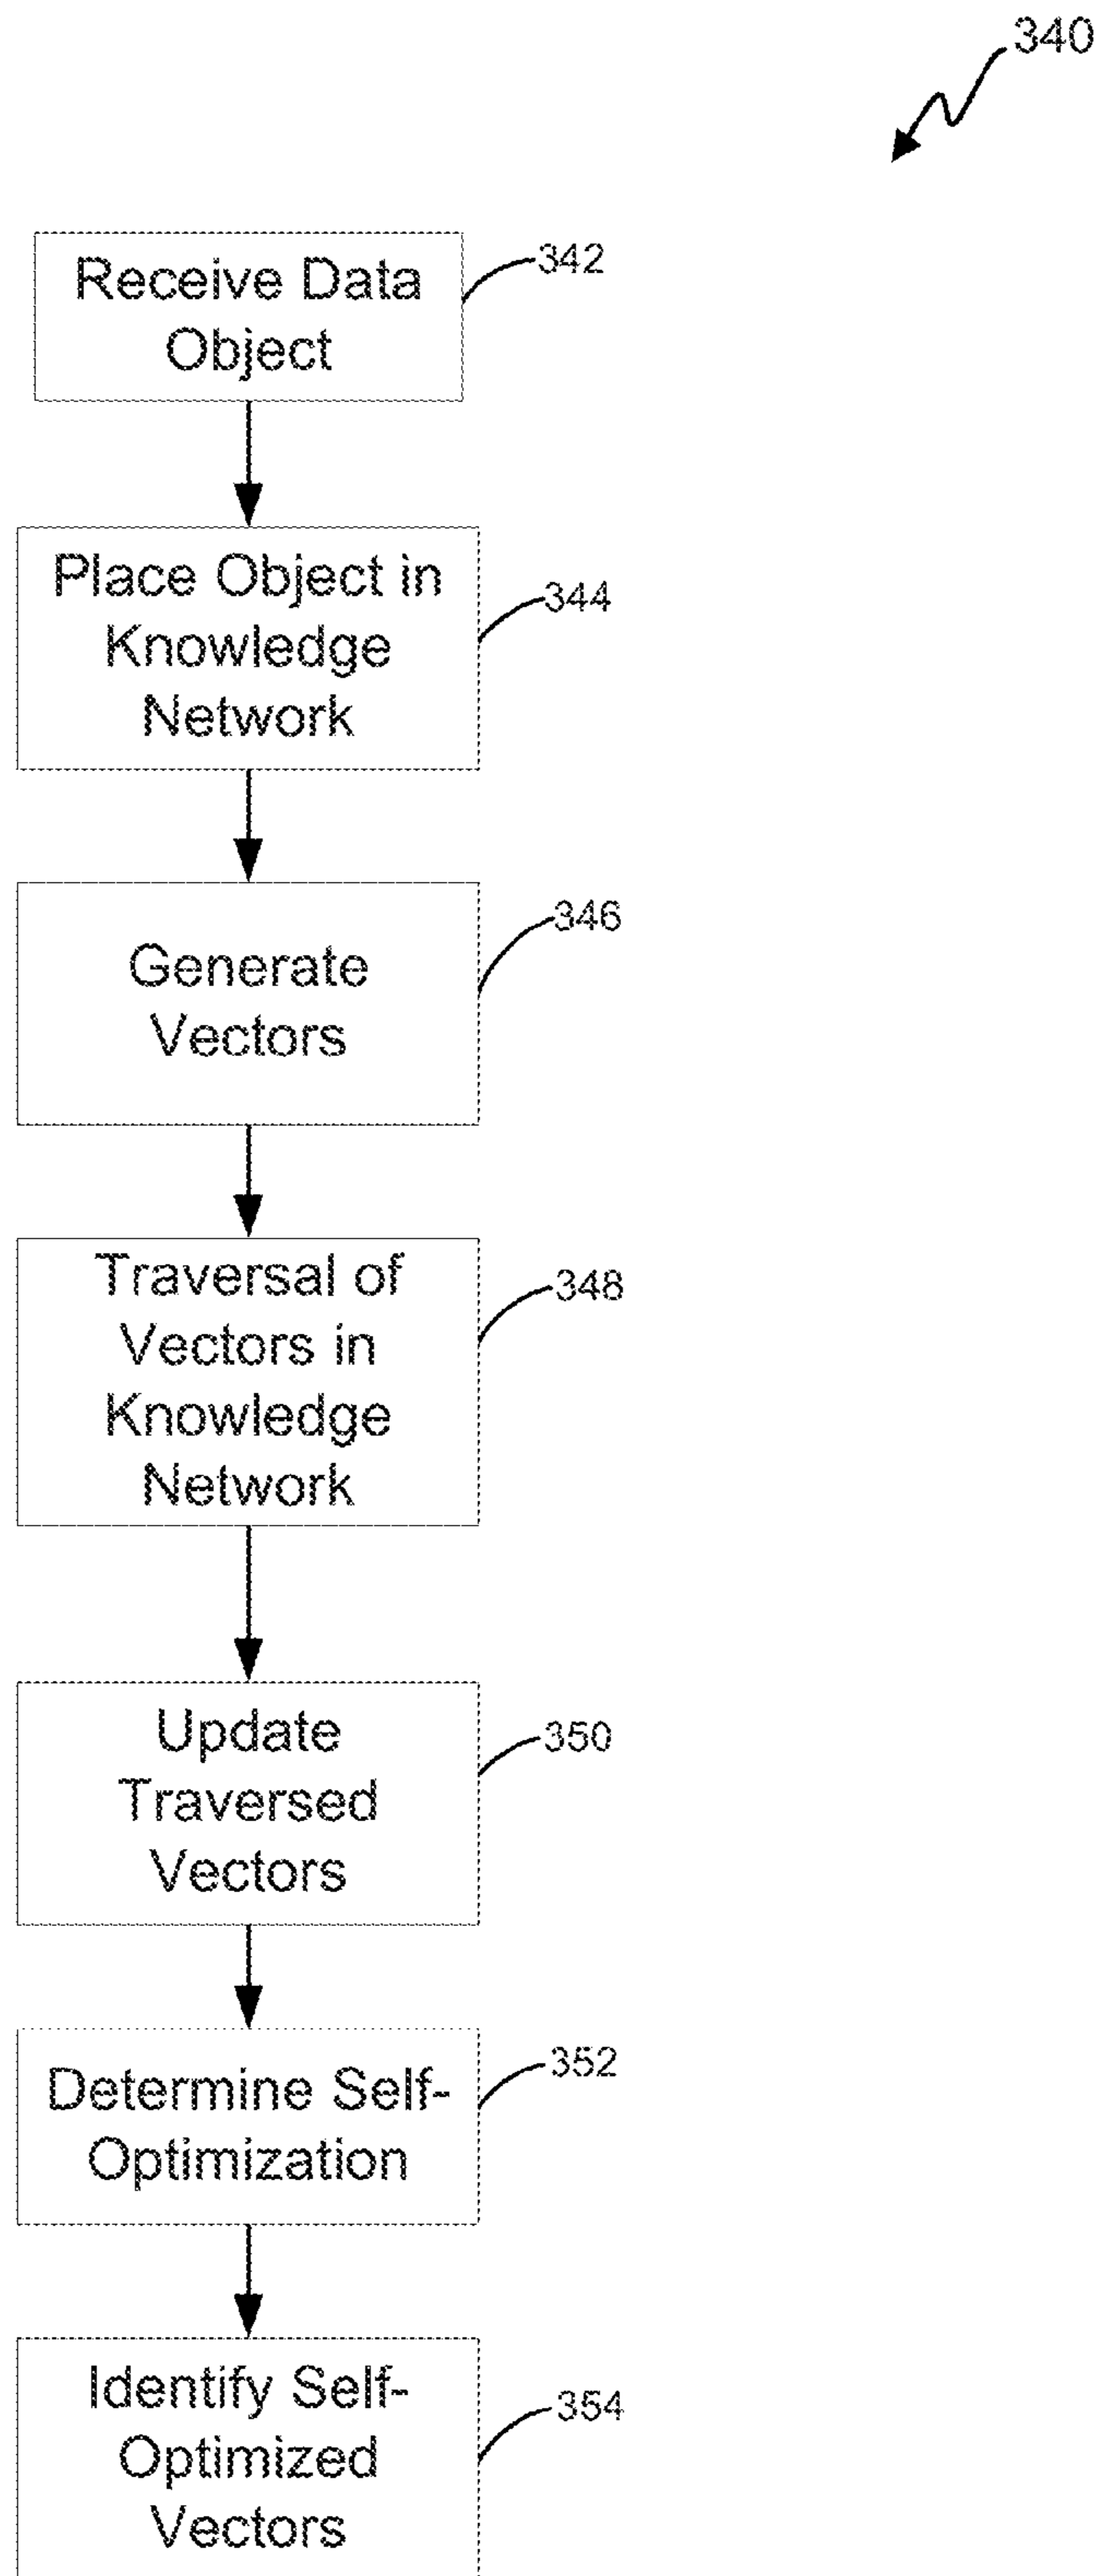 340
Receive Data
Object
342
Place Object in
Knowledge
Network
344
Generate
Vectors
346
Traversal of
Vectors in
Knowledge
Network
348
Update
Traversed
Vectors
350
Determine Self-
Optimization
352
Identify Self-
Optimized
Vectors
354